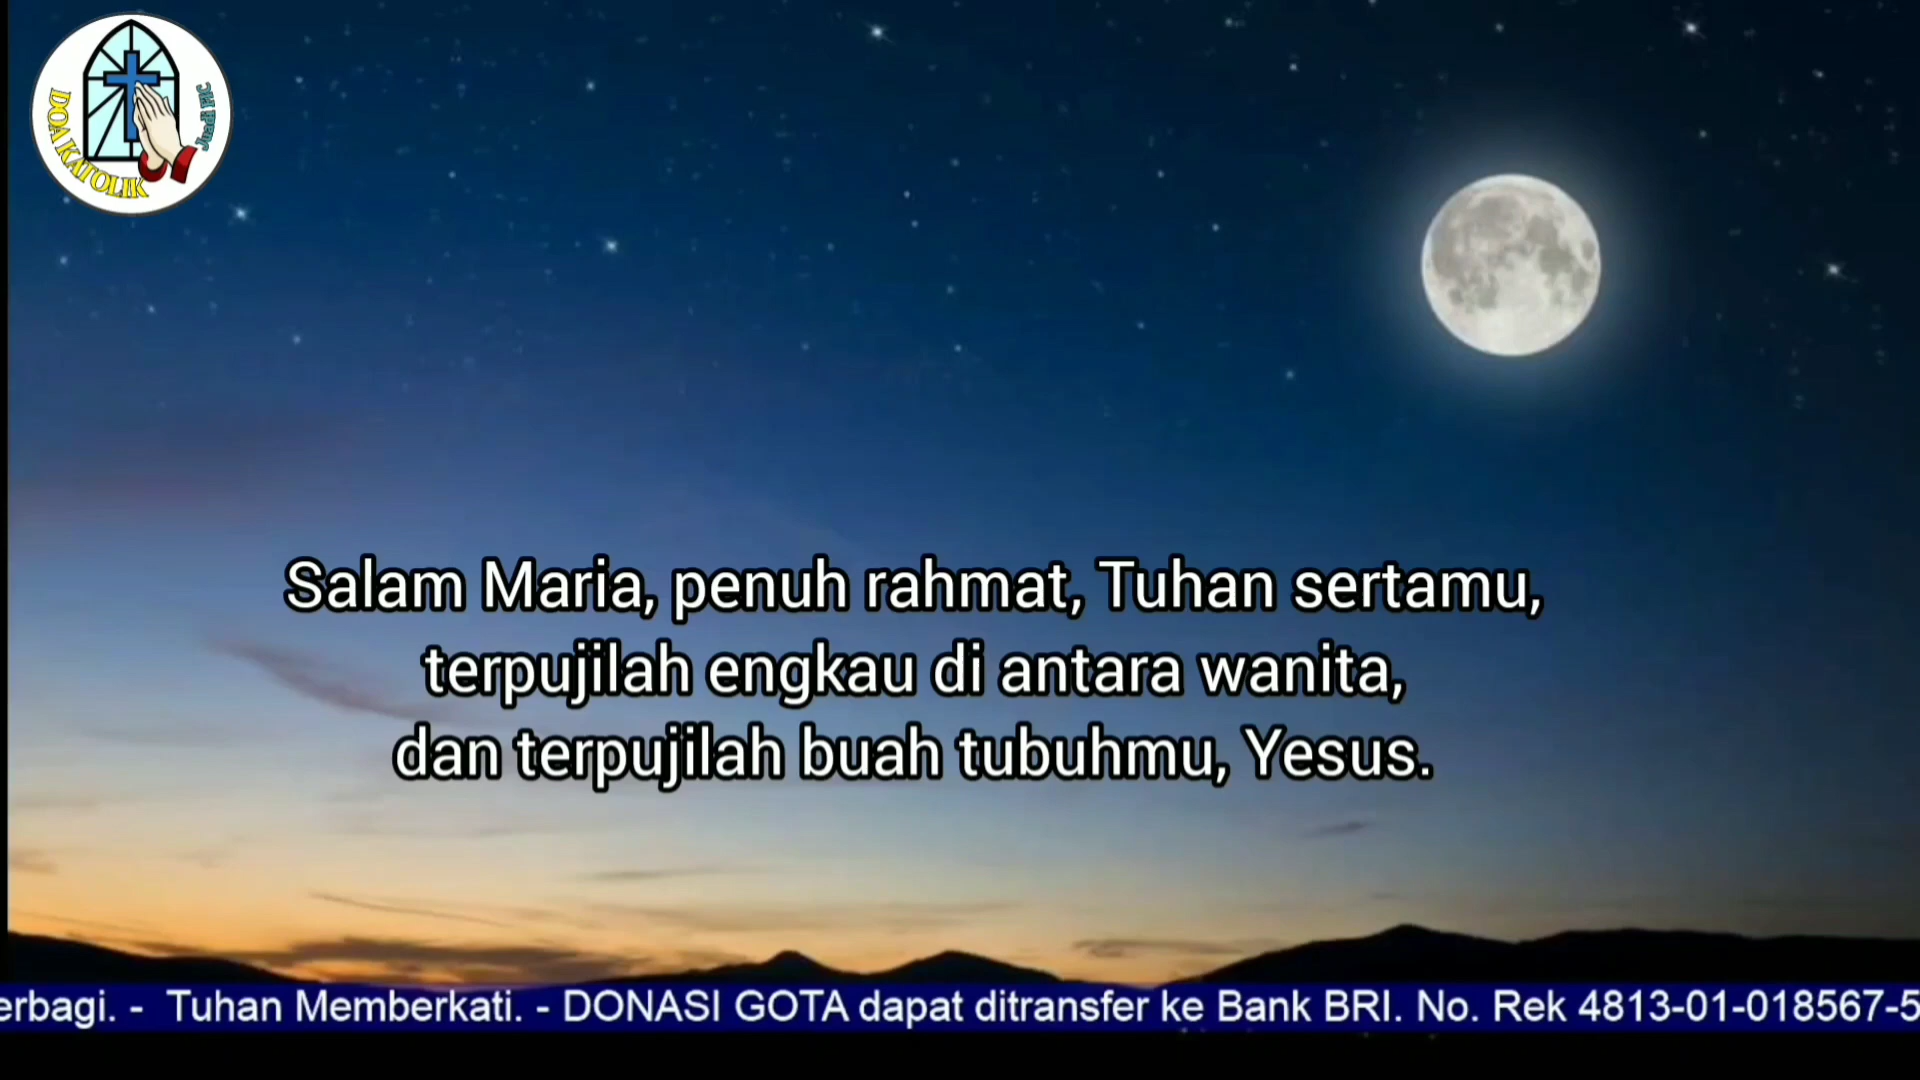 DOA KATOLIK
Salam Maria, penuh rahmat, Tuhan sertamu,
terpujilah engkau di antara wanita,
dan terpujilah buah tubuhmu, Yesus.
erbagi. - Tuhan Memberkati. - DONASI GOTA dapat ditransfer ke Bank BRI. No. Rek 4813-01-018567-5